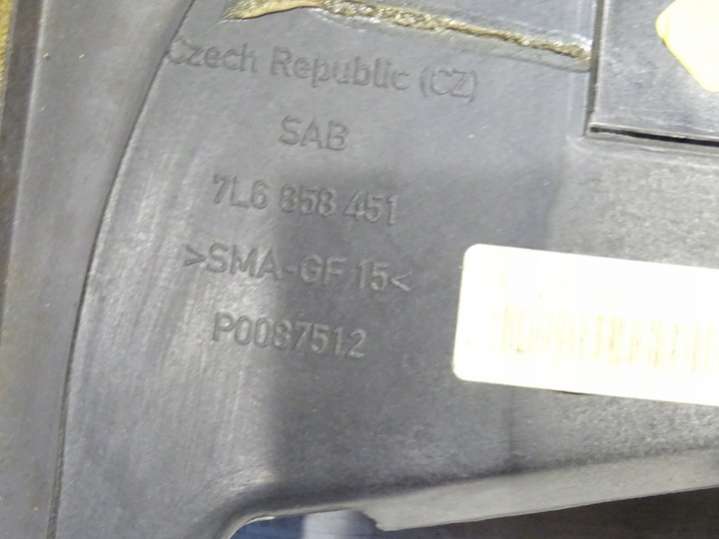 Czech Republic (CZ)
SAB
7L6 858 451
>SMA-GF 15<
P0087512